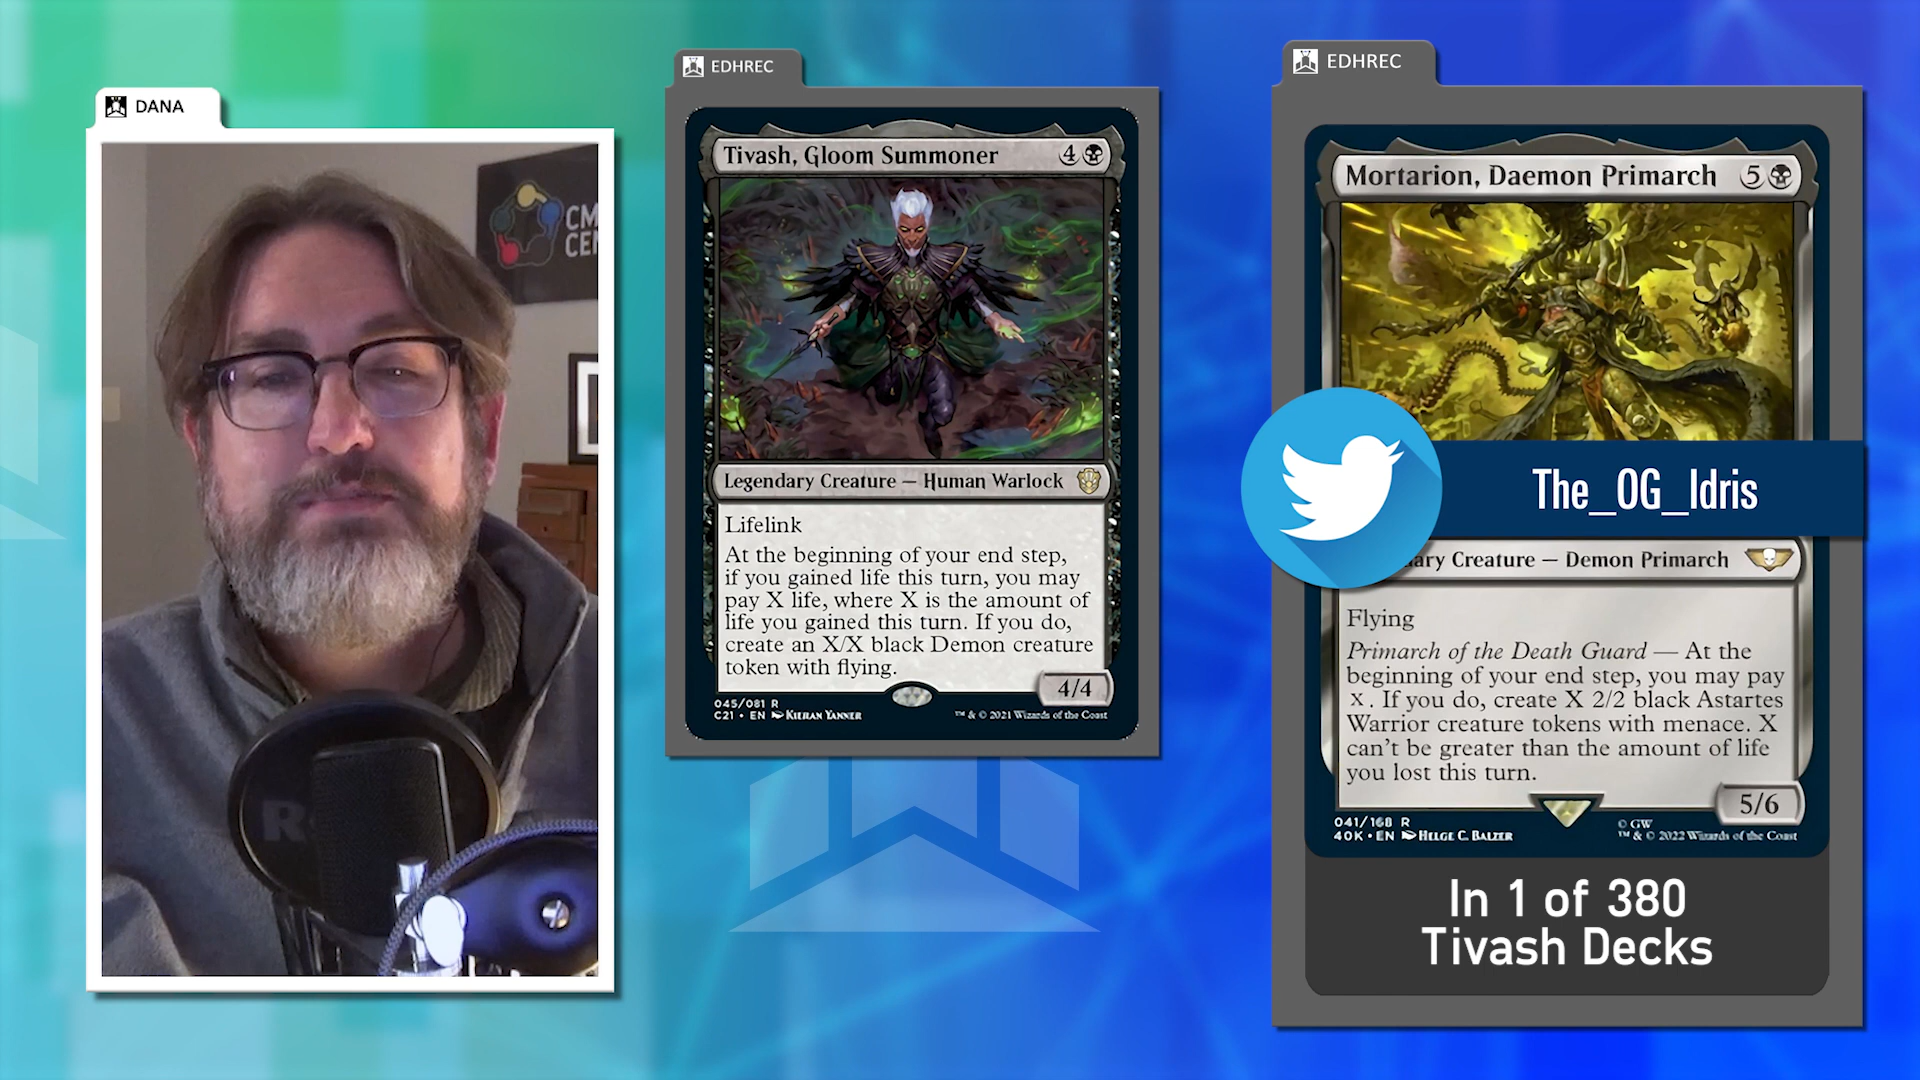 DANA
CM
CEN
R
EDHREC
Tivash, Gloom Summoner 4
Legendary Creature — Human Warlock
Lifelink
At the beginning of your end step,
if you gained life this turn, you may
pay X life, where X is the amount of
life you gained this turn. If you do,
create an X/X black Demon creature
token with flying.
4/4
045/081 R
C21 • EN KIERAN YANNER
™ & © 2021 Wizards of the Coast
EDHREC
Mortarion, Daemon Primarch 5
The_OG_Idris
ary Creature — Demon Primarch
Flying
Primarch of the Death Guard — At the
beginning of your end step, you may pay
X. If you do, create X 2/2 black Astartes
Warrior creature tokens with menace. X
can't be greater than the amount of life
you lost this turn.
5/6
041/168 R
40K • EN HELGE C. BALZER
© GW
™ & © 2022 Wizards of the Coast
In 1 of 380
Tivash Decks